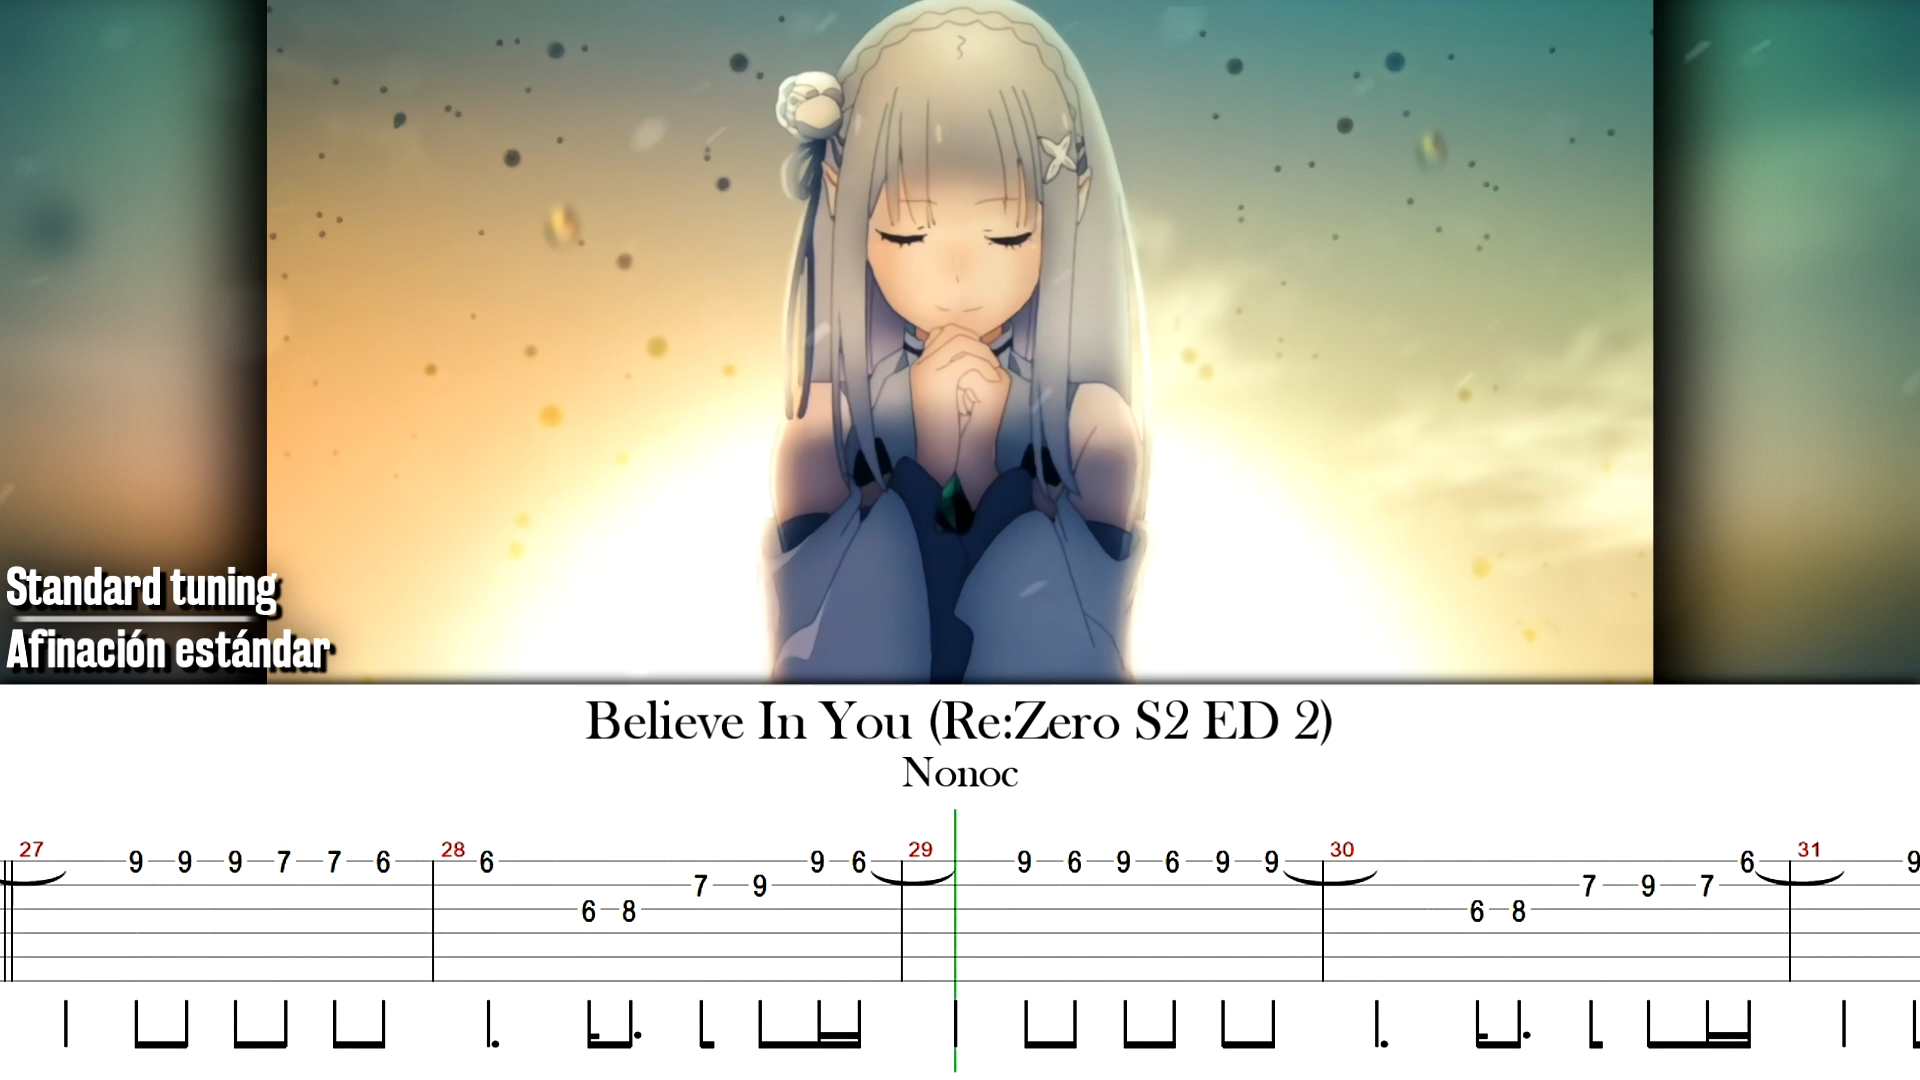 Standard tuning
Afinación estándar
Believe In You (Re:Zero S2 ED 2)
Nonoc
27 28 29 30 31
9 9 9 7 7 6 6 9 6 9 6 9 6 9 9 6 9
7 9 7 9 7
6 8 6 8